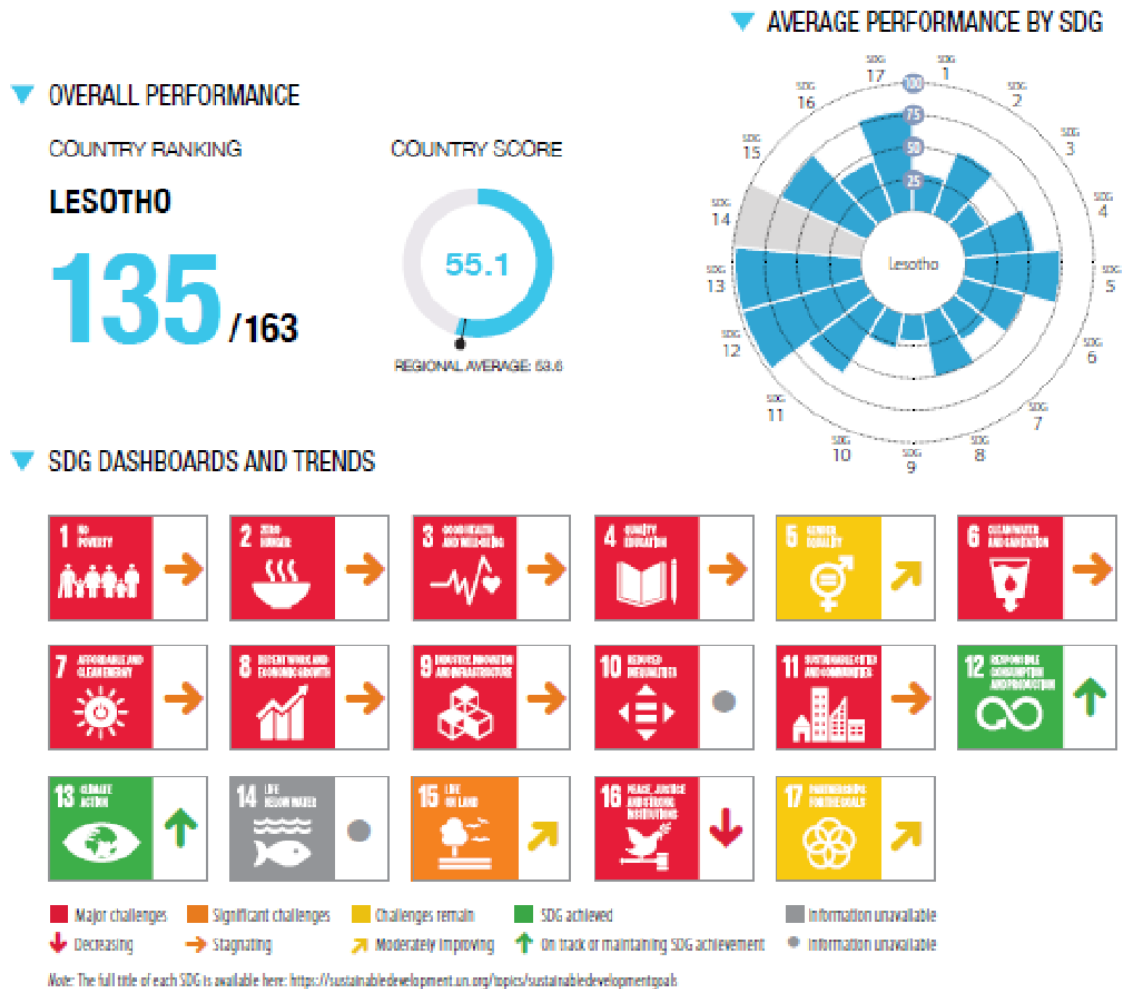 AVERAGE PERFORMANCE BY SDG
OVERALL PERFORMANCE
COUNTRY RANKING
COUNTRY SCORE
LESOTHO
135/163
55.1
REGIONAL AVERAGE: 53.6
SDG 1
SDG 2
SDG 3
SDG 4
SDG 5
SDG 6
SDG 7
SDG 8
SDG 9
SDG 10
SDG 11
SDG 12
SDG 13
SDG 14
SDG 15
SDG 16
SDG 17
100
75
50
25
Lesotho
SDG DASHBOARDS AND TRENDS
1 NO POVERTY
2 ZERO HUNGER
3 GOOD HEALTH AND WELL-BEING
4 QUALITY EDUCATION
5 GENDER EQUALITY
6 CLEAN WATER AND SANITATION
7 AFFORDABLE AND CLEAN ENERGY
8 DECENT WORK AND ECONOMIC GROWTH
9 INDUSTRY, INNOVATION AND INFRASTRUCTURE
10 REDUCED INEQUALITIES
11 SUSTAINABLE CITIES AND COMMUNITIES
12 RESPONSIBLE CONSUMPTION AND PRODUCTION
13 CLIMATE ACTION
14 LIFE BELOW WATER
15 LIFE ON LAND
16 PEACE, JUSTICE AND STRONG INSTITUTIONS
17 PARTNERSHIPS FOR THE GOALS
Major challenges
Significant challenges
Challenges remain
SDG achieved
Information unavailable
Decreasing
Stagnating
Moderately improving
On track or maintaining SDG achievement
Information unavailable
Note: The full title of each SDG is available here: https://sustainabledevelopment.un.org/topics/sustainabledevelopmentgoals